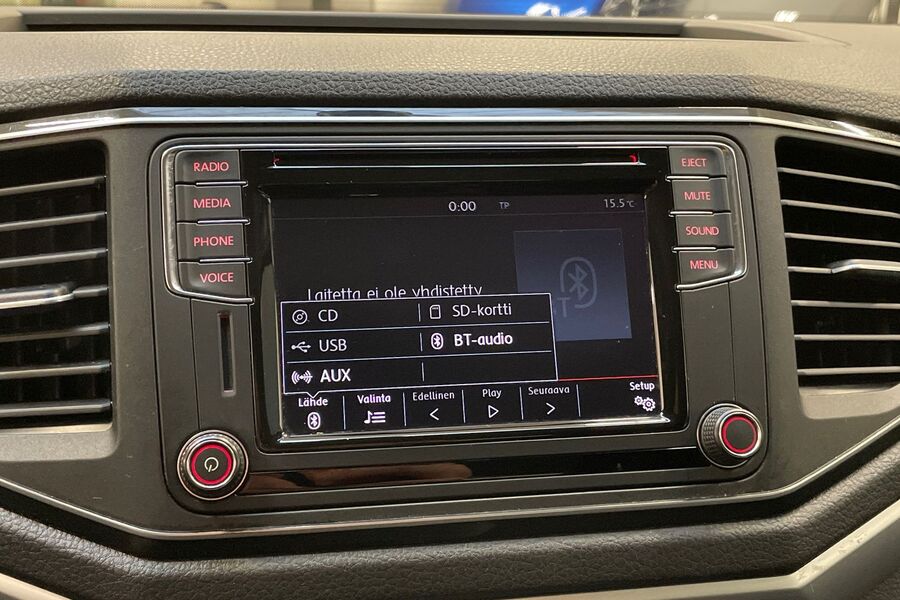 RADIO
MEDIA
PHONE
VOICE
EJECT
MUTE
SOUND
MENU
0:00 TP 15.5°C
Laitetta ei ole yhdistetty
CD SD-kortti
USB BT-audio
AUX
Lähde Valinta Edellinen Play Seuraava Setup